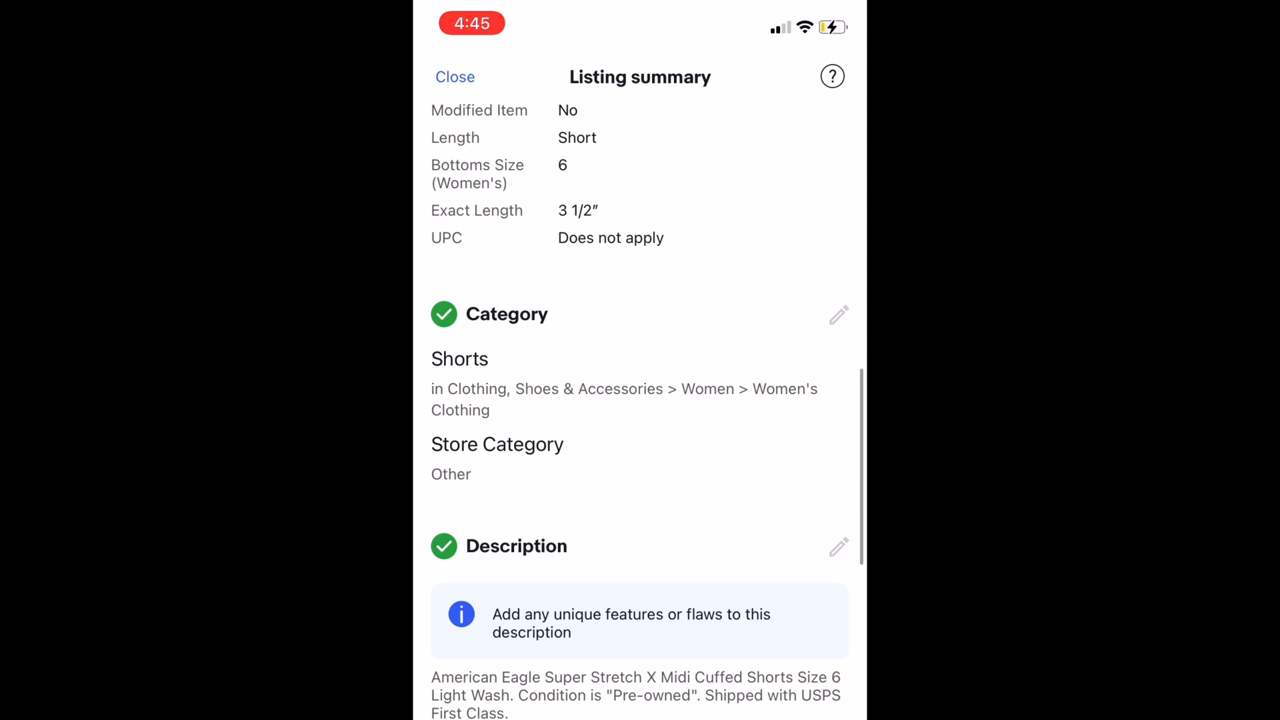 4:45
Close
Listing summary
?
Modified Item No
Length Short
Bottoms Size 6
(Women's)
Exact Length 3 1/2”
UPC Does not apply
Category
Shorts
in Clothing, Shoes & Accessories > Women > Women's
Clothing
Store Category
Other
Description
i
Add any unique features or flaws to this
description
American Eagle Super Stretch X Midi Cuffed Shorts Size 6
Light Wash. Condition is "Pre-owned". Shipped with USPS
First Class.